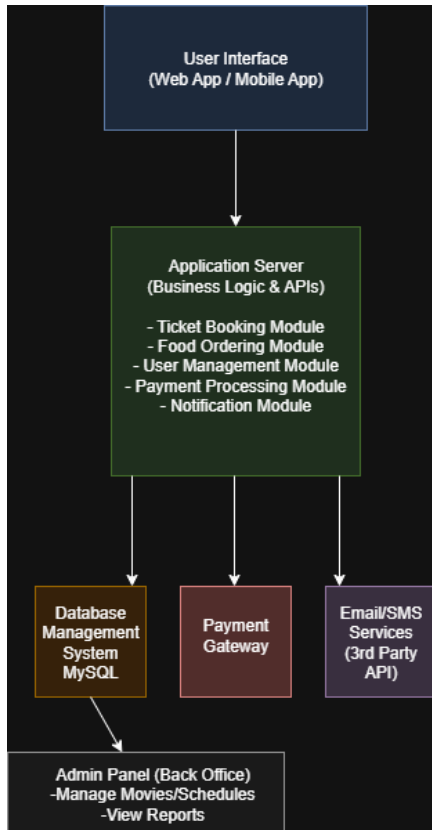 User Interface
(Web App / Mobile App)
Application Server
(Business Logic & APIs)
- Ticket Booking Module
- Food Ordering Module
- User Management Module
- Payment Processing Module
- Notification Module
Database
Management
System
MySQL
Payment
Gateway
Email/SMS
Services
(3rd Party
API)
Admin Panel (Back Office)
-Manage Movies/Schedules
-View Reports